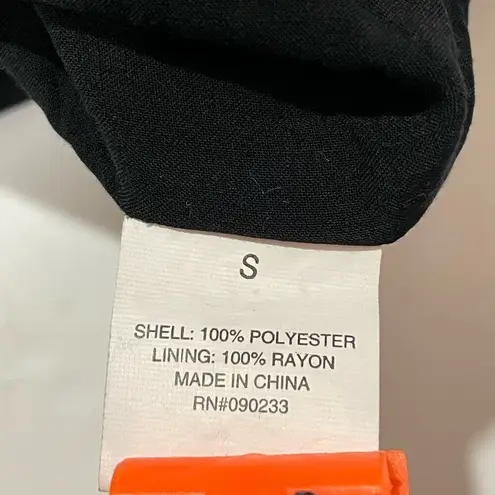 S
SHELL: 100% POLYESTER
LINING: 100% RAYON
MADE IN CHINA
RN#090233